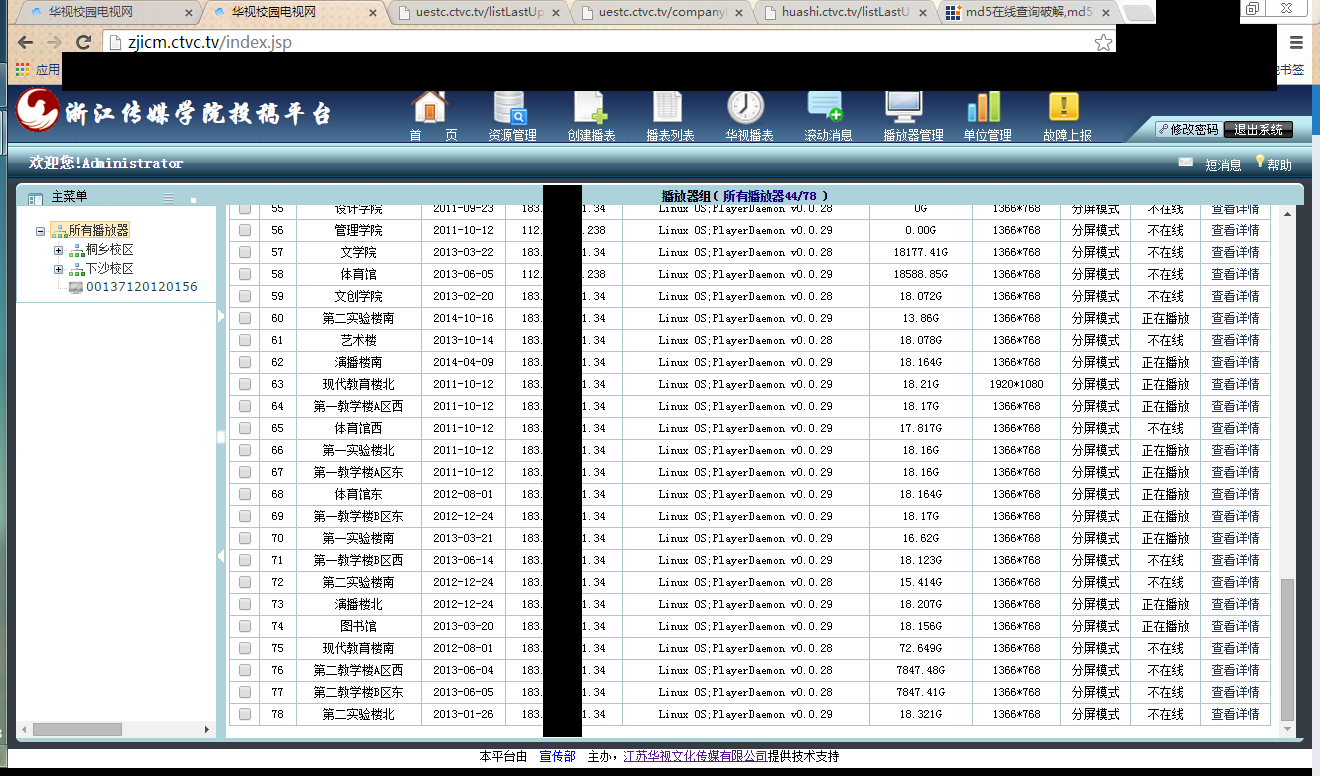 华视校园电视网 华视校园电视网 uestc.ctvc.tv/listLastUp uestc.ctvc.tv/company huashi.ctvc.tv/listLastU md5在线查询破解,md5
zjicm.ctvc.tv/index.jsp
应用 书签
浙江传媒学院投稿平台
首 页 资源管理 创建播表 播表列表 华视播表 滚动消息 播放器管理 单位管理 故障上报 修改密码 退出系统
欢迎您!Administrator 短消息 帮助
主菜单
所有播放器
桐乡校区
下沙校区
00137120120156
播放器组( 所有播放器44/78 )
55 设计学院 2011-09-23 183. 1.34 Linux OS;PlayerDaemon v0.0.28 0G 1366*768 分屏模式 不在线 查看详情
56 管理学院 2011-10-12 112. .238 Linux OS;PlayerDaemon v0.0.29 0.00G 1366*768 分屏模式 不在线 查看详情
57 文学院 2013-03-22 183. 1.34 Linux OS;PlayerDaemon v0.0.28 18177.41G 1366*768 分屏模式 不在线 查看详情
58 体育馆 2013-06-05 112. .238 Linux OS;PlayerDaemon v0.0.29 18588.85G 1366*768 分屏模式 不在线 查看详情
59 文创学院 2013-02-20 183. 1.34 Linux OS;PlayerDaemon v0.0.28 18.072G 1366*768 分屏模式 不在线 查看详情
60 第二实验楼南 2014-10-16 183. 1.34 Linux OS;PlayerDaemon v0.0.29 13.86G 1366*768 分屏模式 正在播放 查看详情
61 艺术楼 2013-10-14 183. 1.34 Linux OS;PlayerDaemon v0.0.28 18.078G 1366*768 分屏模式 不在线 查看详情
62 演播楼南 2014-04-09 183. 1.34 Linux OS;PlayerDaemon v0.0.29 18.164G 1366*768 分屏模式 正在播放 查看详情
63 现代教育楼北 2011-10-12 183. 1.34 Linux OS;PlayerDaemon v0.0.29 18.21G 1920*1080 分屏模式 正在播放 查看详情
64 第一教学楼A区西 2011-10-12 183. 1.34 Linux OS;PlayerDaemon v0.0.29 18.17G 1366*768 分屏模式 正在播放 查看详情
65 体育馆西 2011-10-12 183. 1.34 Linux OS;PlayerDaemon v0.0.29 17.817G 1366*768 分屏模式 不在线 查看详情
66 第一实验楼北 2011-10-12 183. 1.34 Linux OS;PlayerDaemon v0.0.29 18.16G 1366*768 分屏模式 正在播放 查看详情
67 第一教学楼A区东 2011-10-12 183. 1.34 Linux OS;PlayerDaemon v0.0.29 18.16G 1366*768 分屏模式 正在播放 查看详情
68 体育馆东 2012-08-01 183. 1.34 Linux OS;PlayerDaemon v0.0.29 18.164G 1366*768 分屏模式 正在播放 查看详情
69 第一教学楼B区东 2012-12-24 183. 1.34 Linux OS;PlayerDaemon v0.0.29 18.17G 1366*768 分屏模式 正在播放 查看详情
70 第一实验楼南 2013-03-21 183. 1.34 Linux OS;PlayerDaemon v0.0.29 16.62G 1366*768 分屏模式 正在播放 查看详情
71 第一教学楼B区西 2013-06-14 183. 1.34 Linux OS;PlayerDaemon v0.0.29 18.123G 1366*768 分屏模式 不在线 查看详情
72 第二实验楼南 2012-12-24 183. 1.34 Linux OS;PlayerDaemon v0.0.28 15.414G 1366*768 分屏模式 不在线 查看详情
73 演播楼北 2012-12-24 183. 1.34 Linux OS;PlayerDaemon v0.0.29 18.207G 1366*768 分屏模式 正在播放 查看详情
74 图书馆 2013-03-20 183. 1.34 Linux OS;PlayerDaemon v0.0.29 18.156G 1366*768 分屏模式 正在播放 查看详情
75 现代教育楼南 2012-08-01 183. 1.34 Linux OS;PlayerDaemon v0.0.28 72.649G 1366*768 分屏模式 不在线 查看详情
76 第二教学楼A区西 2013-06-04 183. 1.34 Linux OS;PlayerDaemon v0.0.28 7847.48G 1366*768 分屏模式 不在线 查看详情
77 第二教学楼B区东 2013-06-05 183. 1.34 Linux OS;PlayerDaemon v0.0.28 7847.41G 1366*768 分屏模式 不在线 查看详情
78 第二实验楼北 2013-01-26 183. 1.34 Linux OS;PlayerDaemon v0.0.29 18.321G 1366*768 分屏模式 不在线 查看详情
本平台由 宣传部 主办，江苏华视文化传媒有限公司提供技术支持